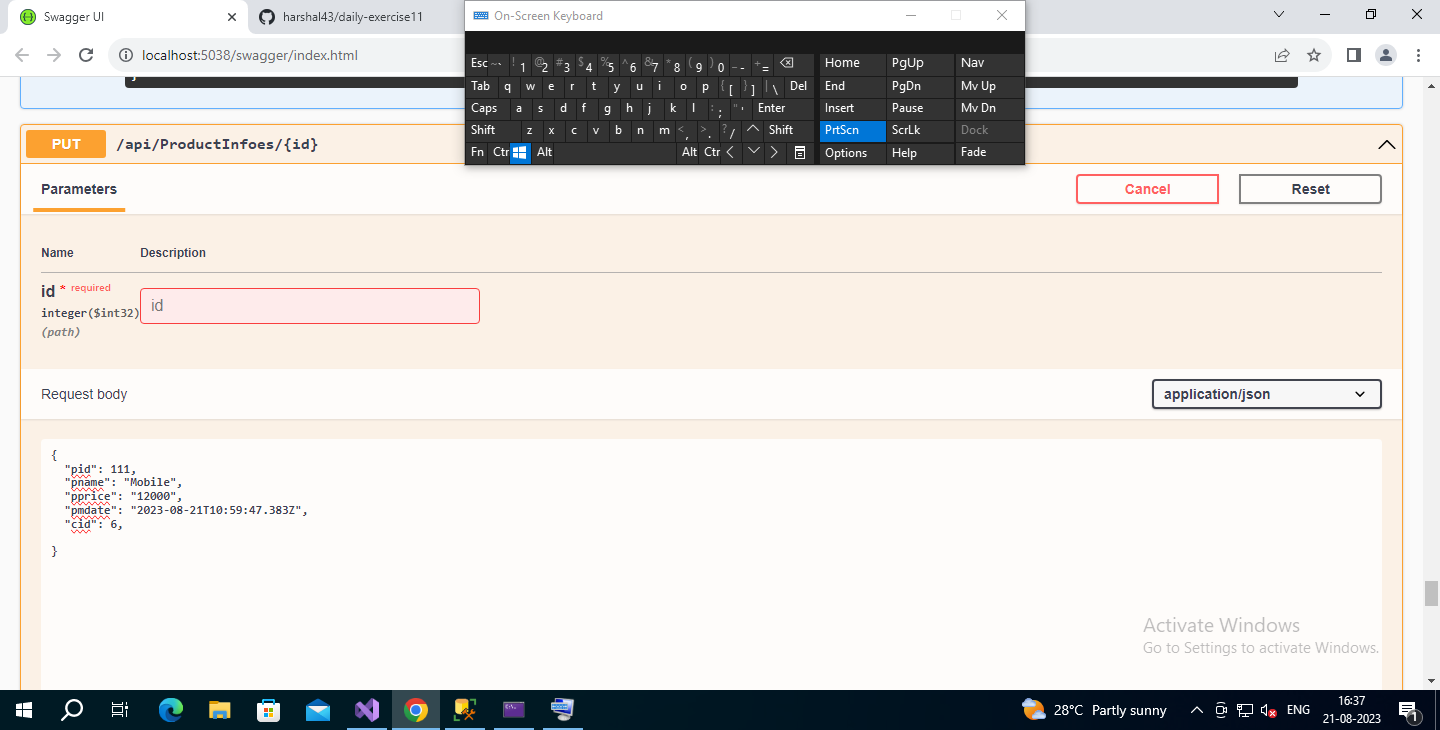 Swagger UI
harshal43/daily-exercise11
On-Screen Keyboard
localhost:5038/swagger/index.html
Esc ~` ! 1 @ 2 # 3 $ 4 % 5 ^ 6 & 7 * 8 ( 9 ) 0 _ - + = Home PgUp Nav
Tab q w e r t y u i o p { [ } ] | \ Del End PgDn Mv Up
Caps a s d f g h j k l : ; " ' Enter Insert Pause Mv Dn
Shift z x c v b n m < , > . ? / Shift PrtScn ScrLk Dock
Fn Ctr Alt Alt Ctr Options Help Fade
PUT /api/ProductInfoes/{id}
Parameters
Cancel
Reset
Name Description
id * required
integer($int32)
(path)
id
Request body
application/json
{
"pid": 111,
"pname": "Mobile",
"pprice": "12000",
"pmdate": "2023-08-21T10:59:47.383Z",
"cid": 6,
}
Activate Windows
Go to Settings to activate Windows.
28°C Partly sunny
ENG
16:37
21-08-2023
1